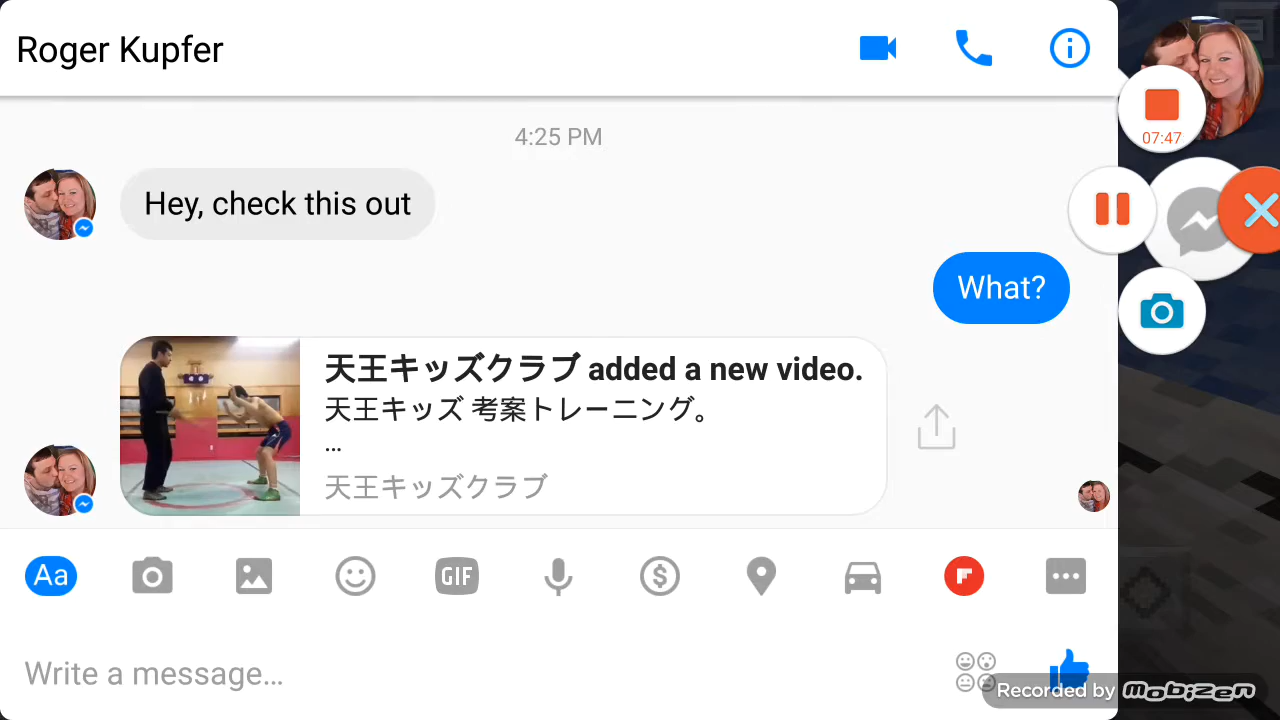 Roger Kupfer
07:47
4:25 PM
Hey, check this out
What?
天王キッズクラブ added a new video.
天王キッズ 考案トレーニング。
...
天王キッズクラブ
Aa
GIF
$
Write a message...
Recorded by Mobizen